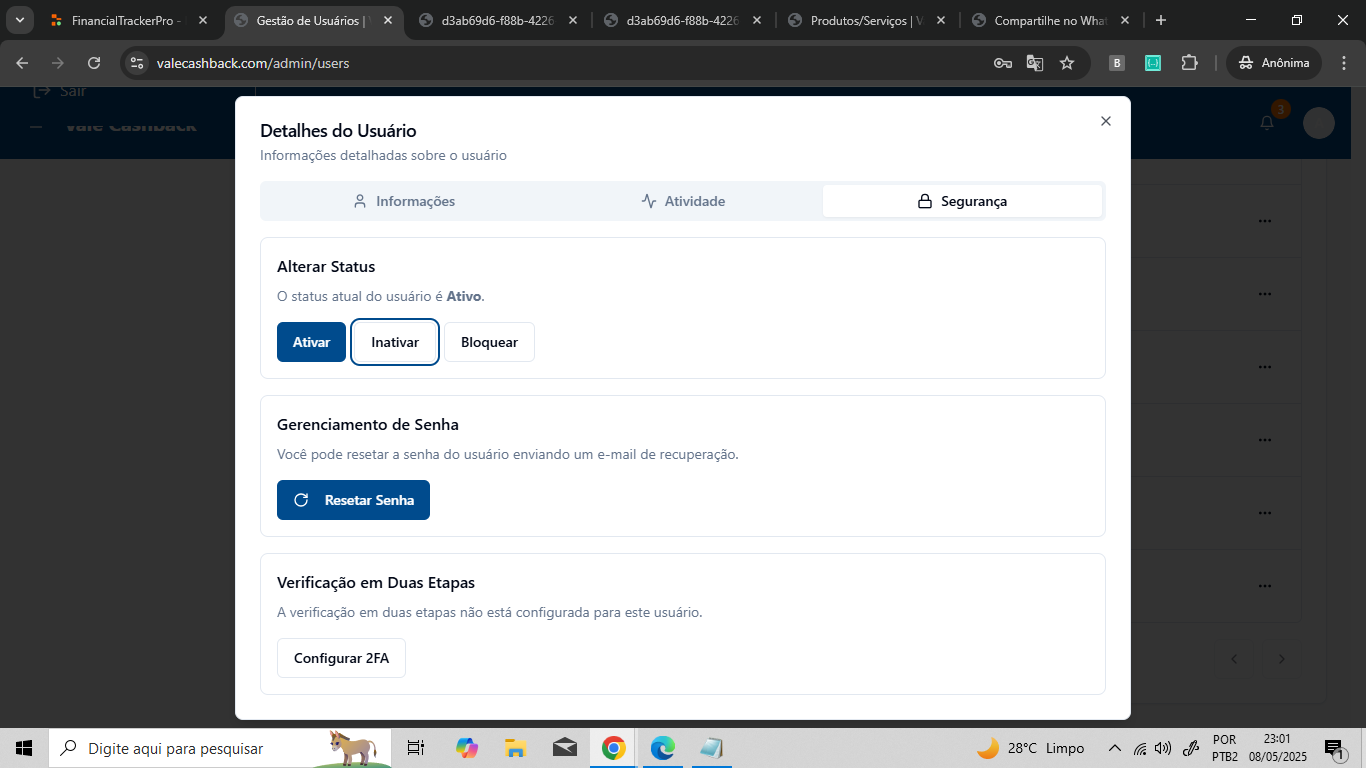 FinancialTrackerPro -
Gestão de Usuários | V
d3ab69d6-f88b-4226
d3ab69d6-f88b-4226
Produtos/Serviços | V
Compartilhe no What
valecashback.com/admin/users
B
Anônima
Sair
Vale Cashback
3
Detalhes do Usuário
Informações detalhadas sobre o usuário
Informações
Atividade
Segurança
Alterar Status
O status atual do usuário é Ativo.
Ativar
Inativar
Bloquear
Gerenciamento de Senha
Você pode resetar a senha do usuário enviando um e-mail de recuperação.
Resetar Senha
Verificação em Duas Etapas
A verificação em duas etapas não está configurada para este usuário.
Configurar 2FA
Digite aqui para pesquisar
28°C Limpo
POR
PTB2
23:01
08/05/2025
1